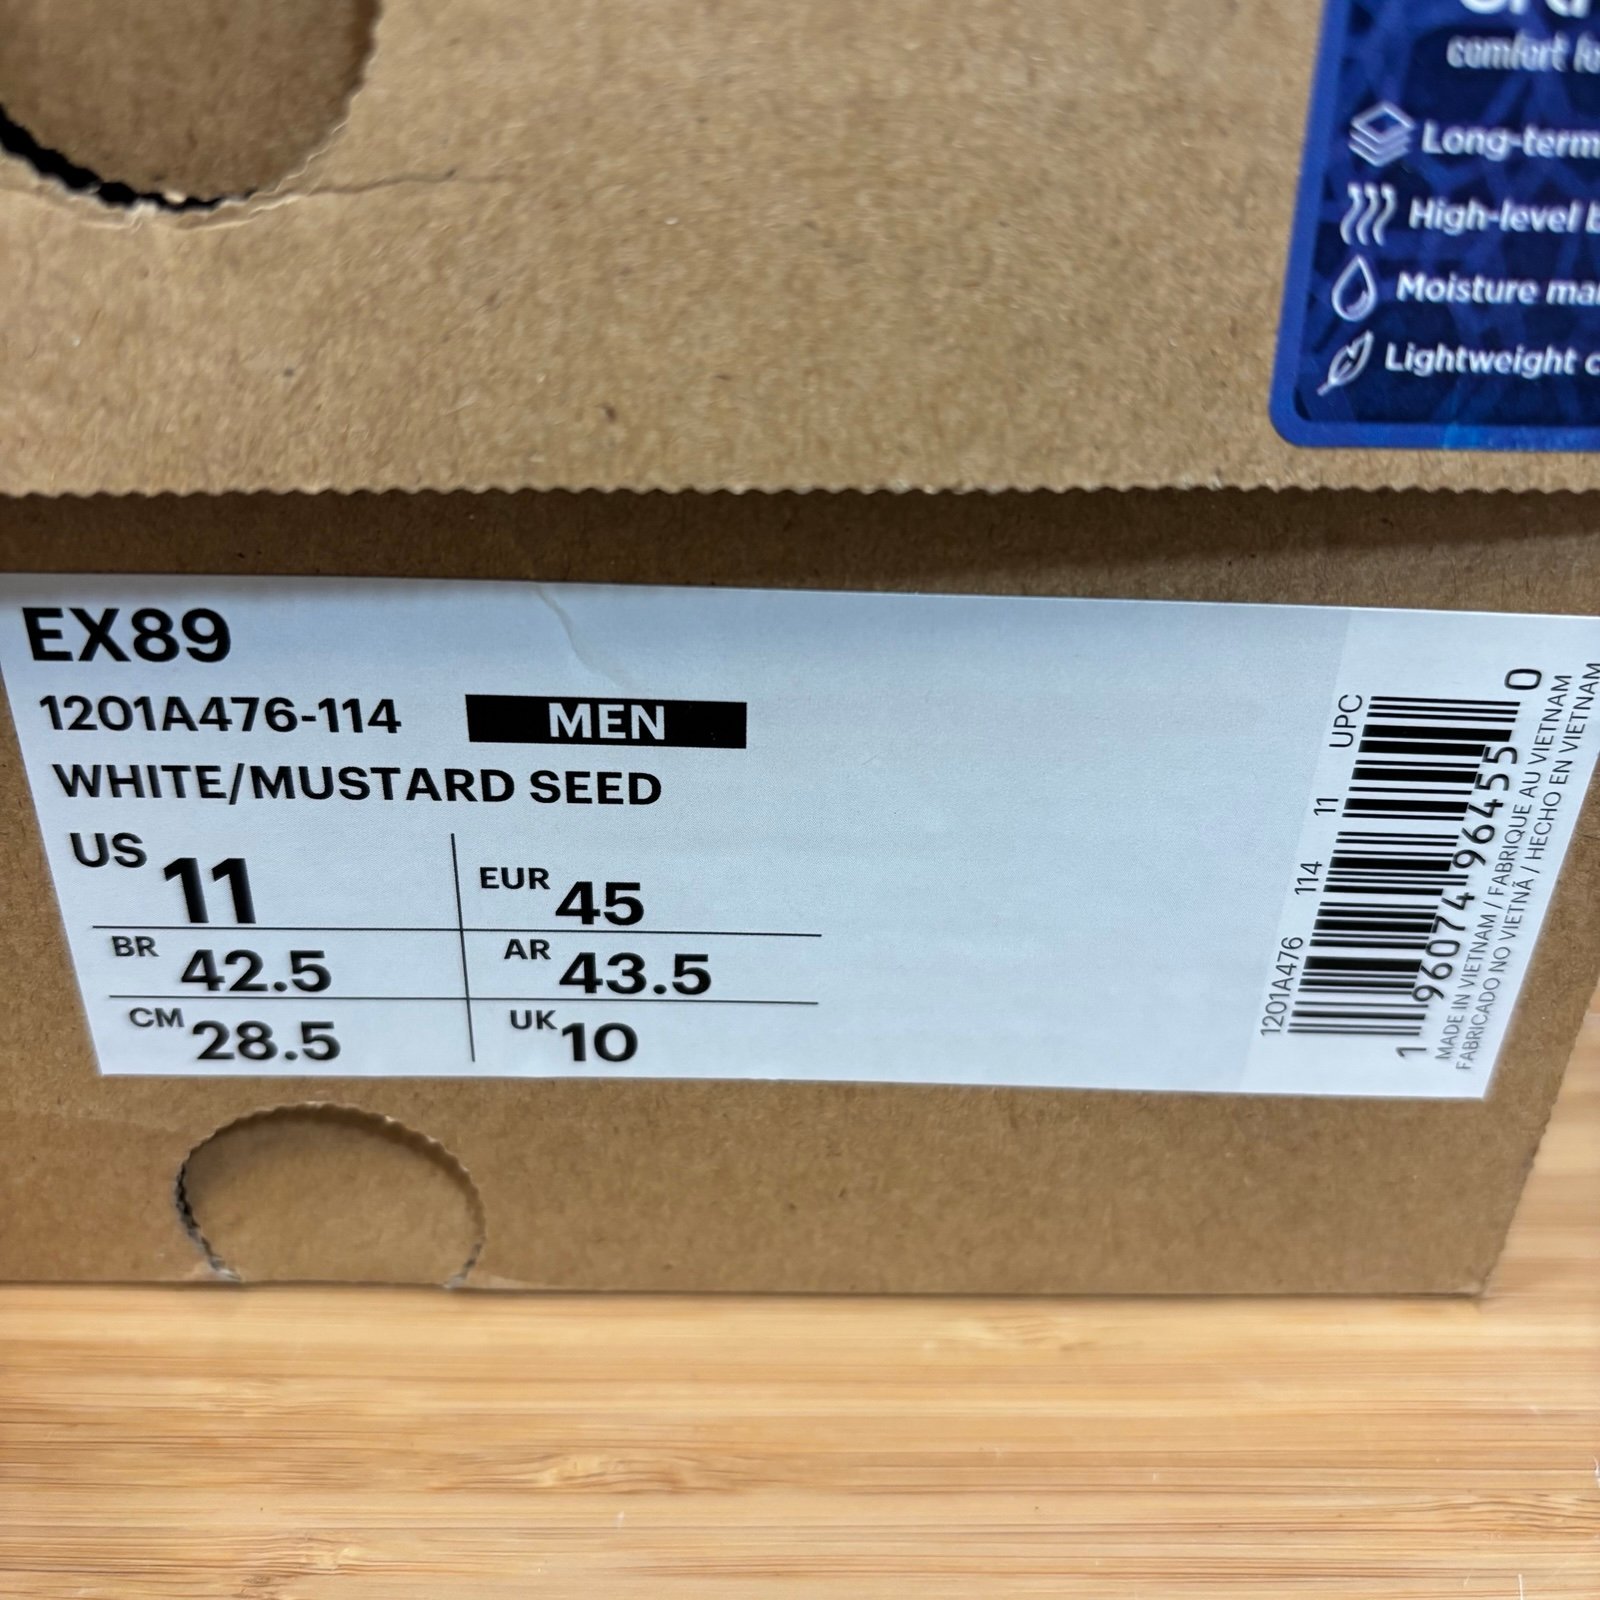 comfort
Long-term
High-level
Moisture
Lightweight
EX89
1201A476-114 MEN
WHITE/MUSTARD SEED
US 11 EUR 45
BR 42.5 AR 43.5
CM 28.5 UK 10
1201A476 114 11 UPC
1 96074 96455 0
MADE IN VIETNAM / FABRIQUE AU VIETNAM
FABRICADO NO VIETNÃ / HECHO EN VIETNAM